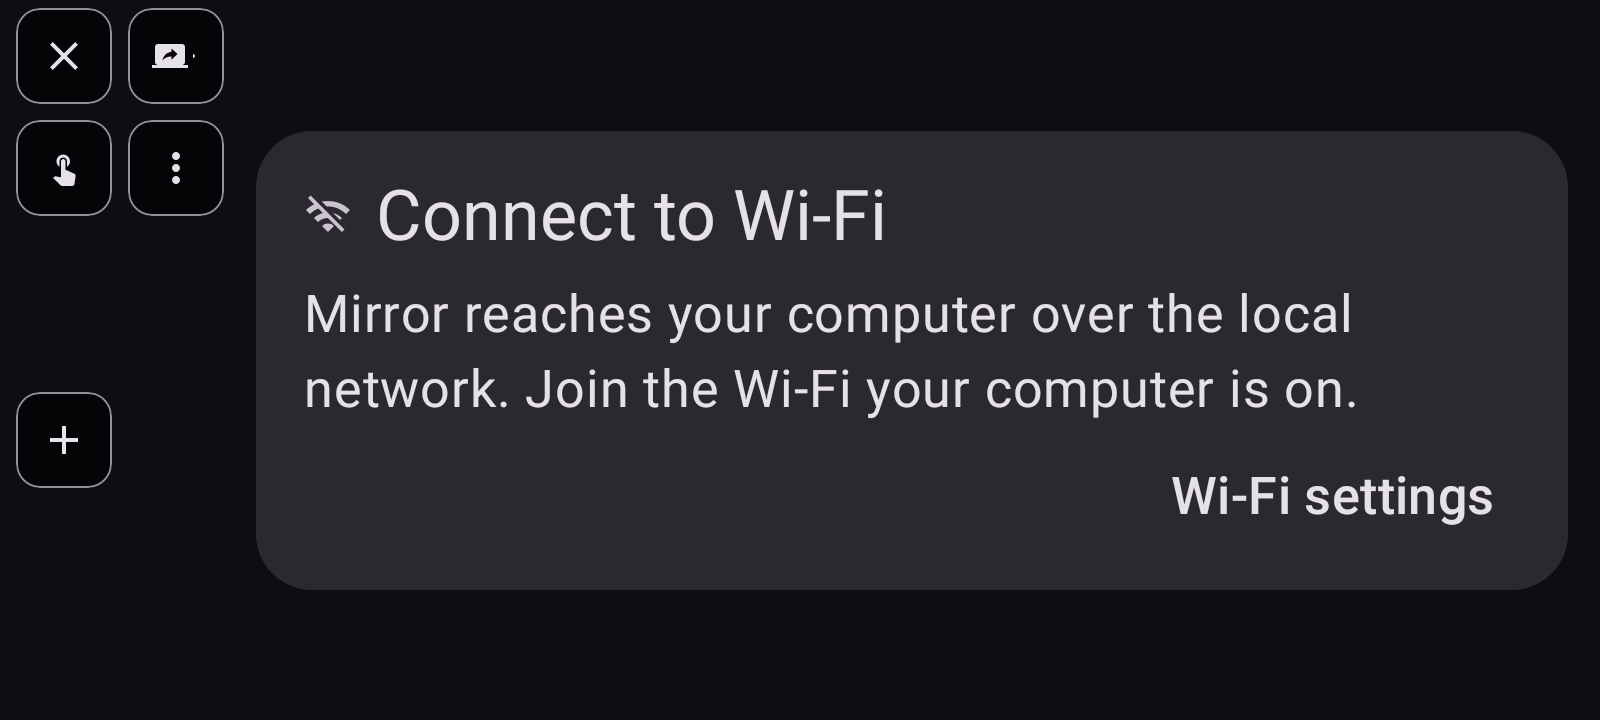 Connect to Wi-Fi
Mirror reaches your computer over the local
network. Join the Wi-Fi your computer is on.
Wi-Fi settings